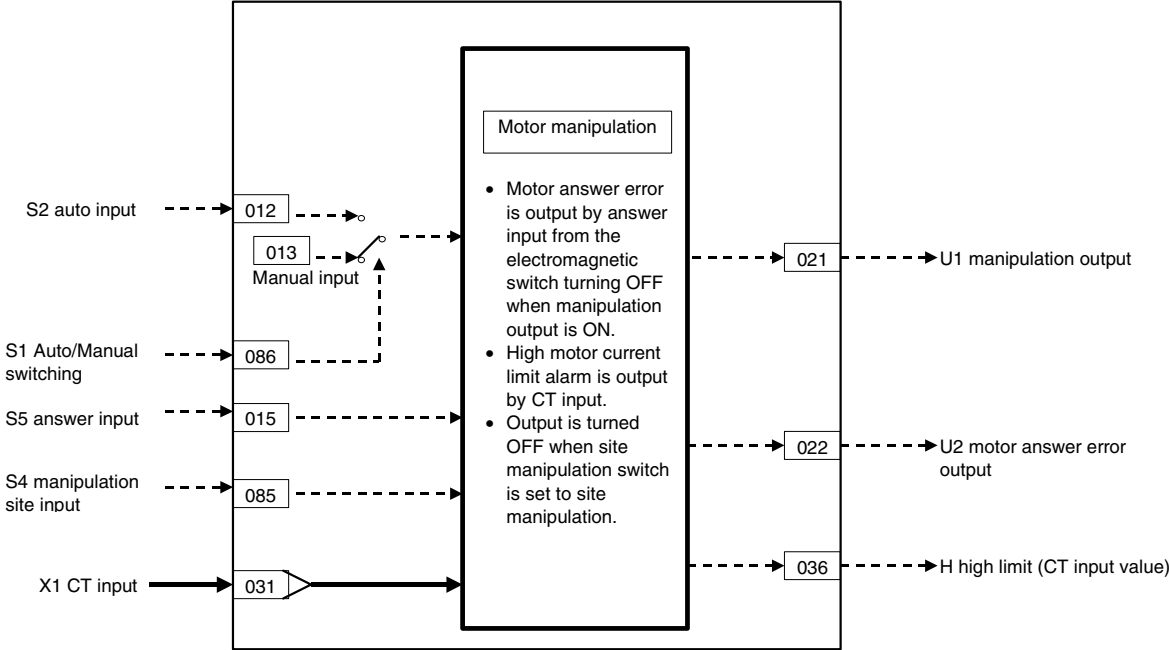 Motor manipulation
• Motor answer error
is output by answer
input from the
electromagnetic
switch turning OFF
when manipulation
output is ON.
• High motor current
limit alarm is output
by CT input.
• Output is turned
OFF when site
manipulation switch
is set to site
manipulation.
S2 auto input
012
013
Manual input
S1 Auto/Manual
switching
086
S5 answer input
015
S4 manipulation
site input
085
X1 CT input
031
021
U1 manipulation output
022
U2 motor answer error
output
036
H high limit (CT input value)